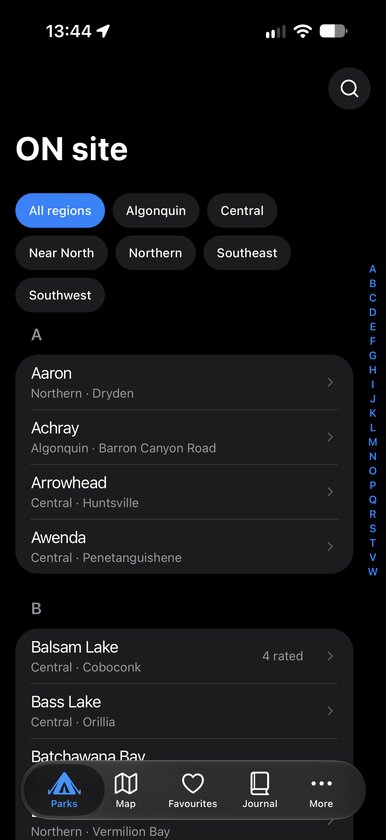 13:44
ON site
All regions
Algonquin
Central
Near North
Northern
Southeast
Southwest
A
Aaron
Northern · Dryden
Achray
Algonquin · Barron Canyon Road
Arrowhead
Central · Huntsville
Awenda
Central · Penetanguishene
B
Balsam Lake
Central · Coboconk
4 rated
Bass Lake
Central · Orillia
Batchawana Bay
Northern · Vermilion Bay
A
B
C
D
E
F
G
H
I
J
K
L
M
N
O
P
Q
R
S
T
V
W
Parks
Map
Favourites
Journal
More